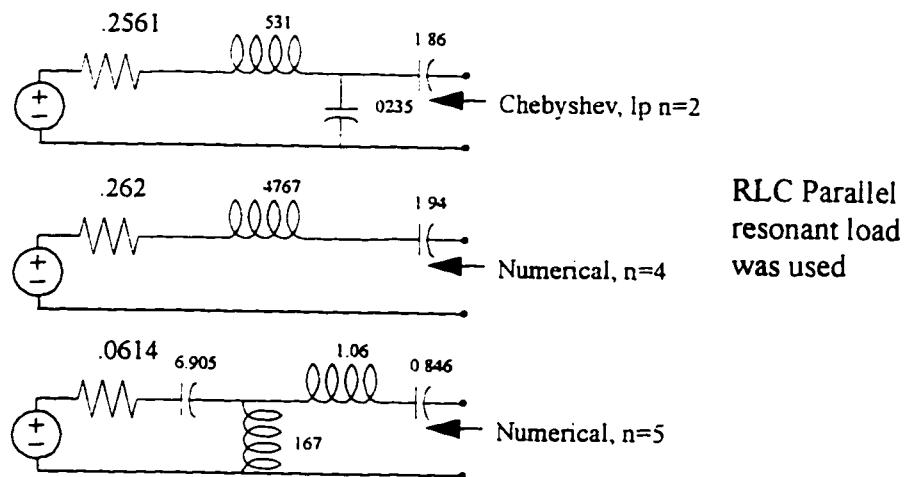 .2561
531
1 86
0235
Chebyshev, lp n=2
.262
4767
1 94
Numerical, n=4
RLC Parallel
resonant load
was used
.0614
6.905
1.06
0 846
167
Numerical, n=5